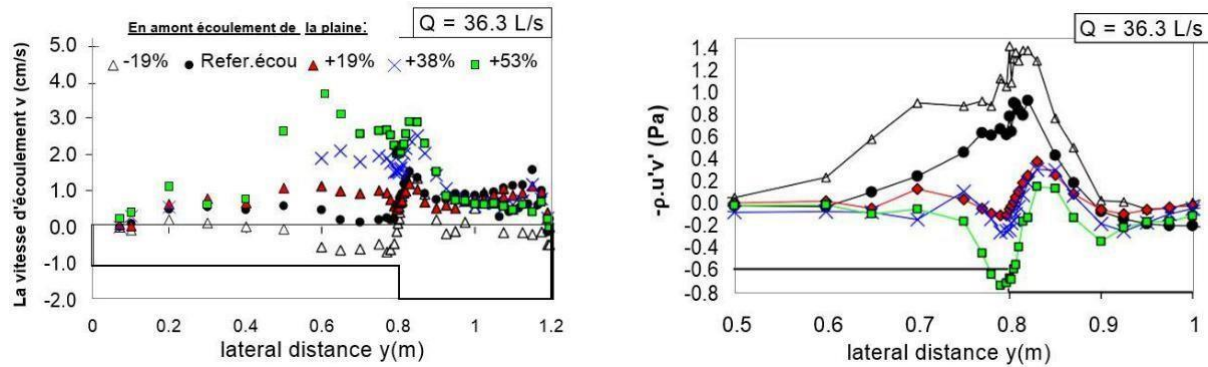 En amont écoulement de la plaine:
Q = 36.3 L/s
-19% Refer.écou +19% +38% +53%
La vitesse d'écoulement v (cm/s)
5.0
4.0
3.0
2.0
1.0
0.0
-1.0
-2.0
0 0.2 0.4 0.6 0.8 1 1.2
lateral distance y(m)
Q = 36.3 L/s
-ρ.u'v' (Pa)
1.4
1.2
1.0
0.8
0.6
0.4
0.2
0.0
-0.2
-0.4
-0.6
-0.8
0.5 0.6 0.7 0.8 0.9 1
lateral distance y(m)